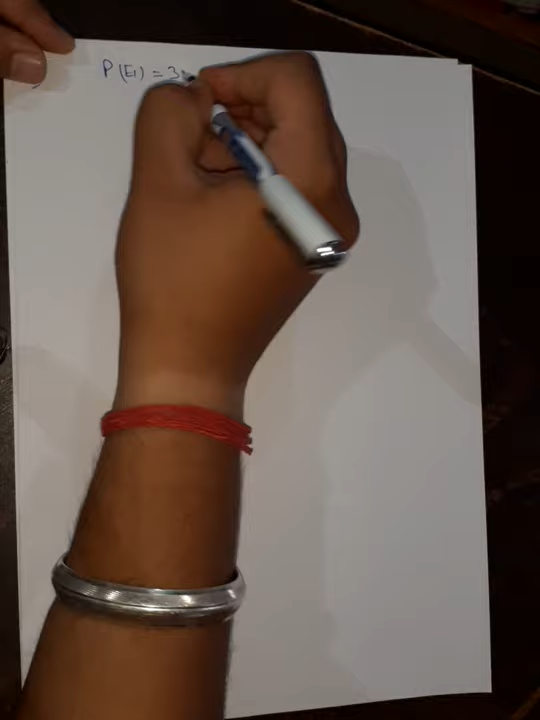 P(E₁) = 3